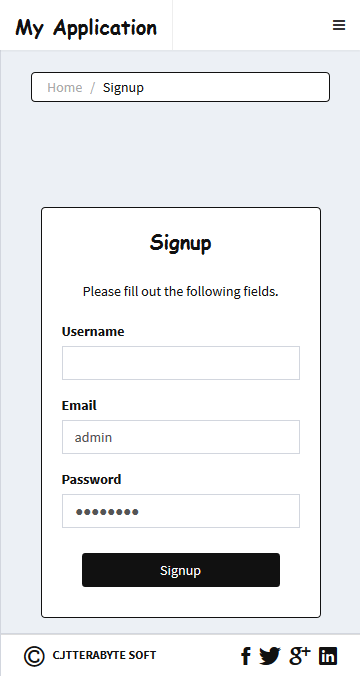 My Application
Home / Signup
Signup
Please fill out the following fields.
Username
Email
admin
Password
••••••••
Signup
© CJTTERABYTE SOFT